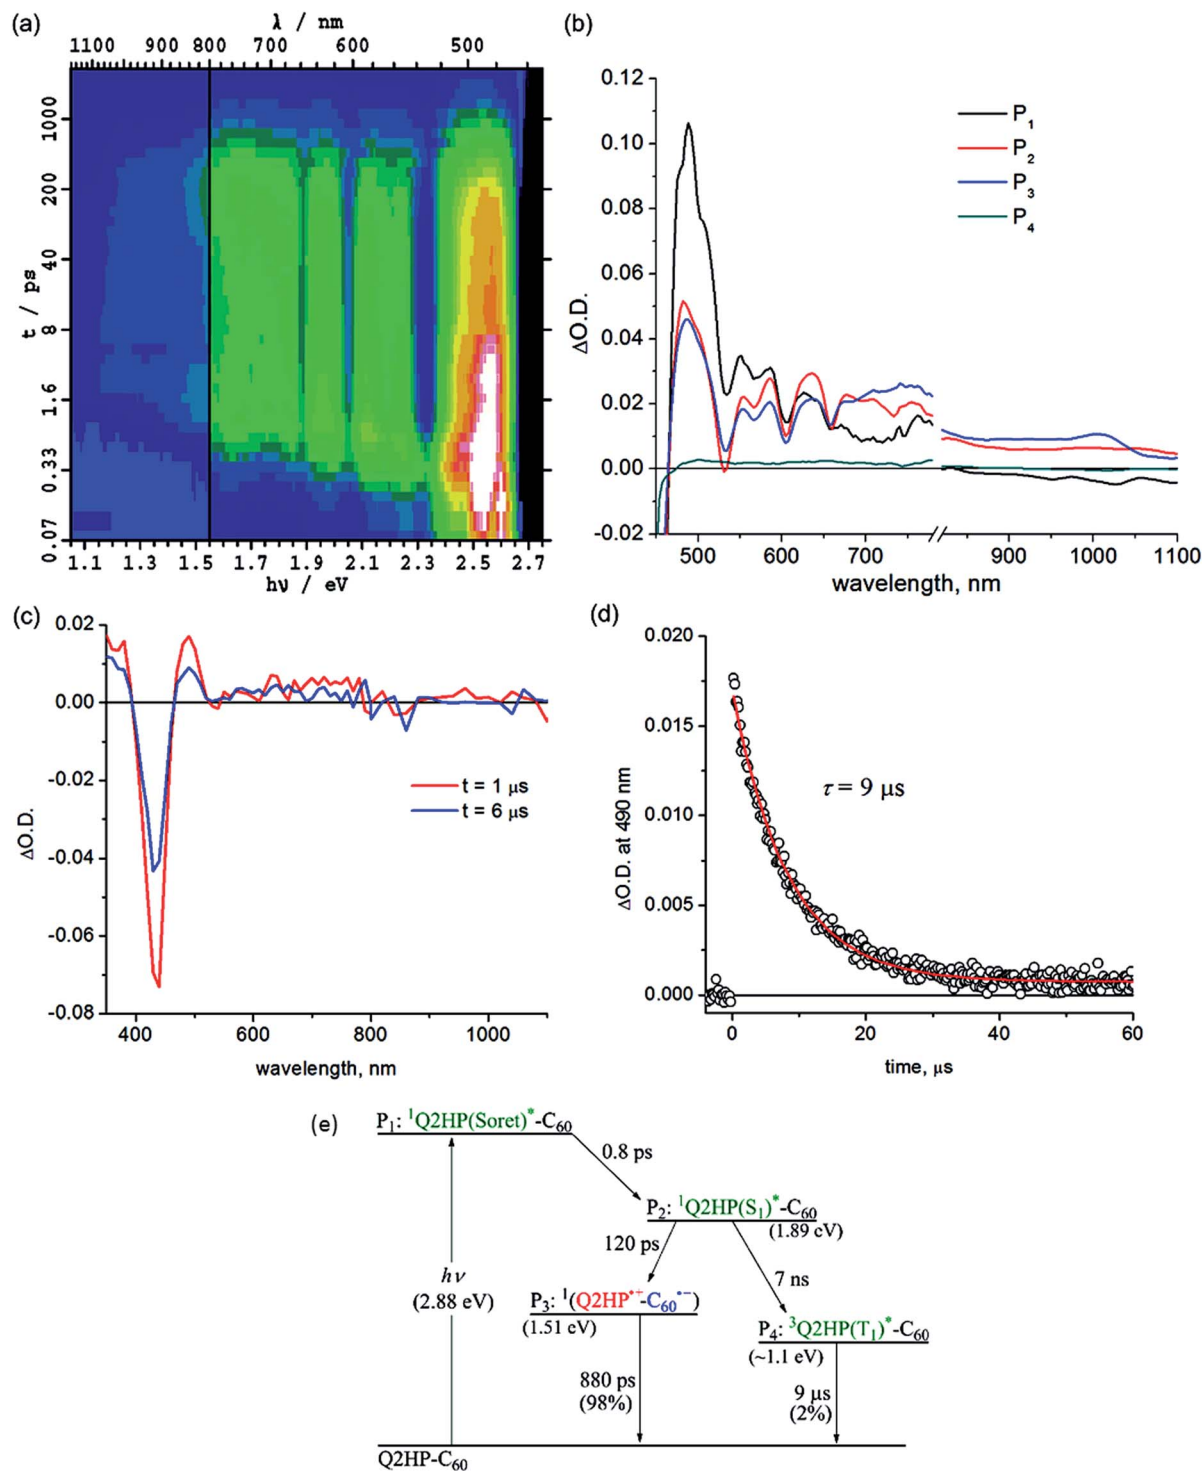 (a)
λ / nm
1100 900 800 700 600 500
1000
200
40
8
1.6
0.33
0.07
t / ps
1.1 1.3 1.5 1.7 1.9 2.1 2.3 2.5 2.7
hν / eV
(b)
0.12
0.10
0.08
0.06
0.04
0.02
0.00
-0.02
ΔO.D.
P₁
P₂
P₃
P₄
500 600 700 900 1000 1100
wavelength, nm
(c)
0.02
0.00
-0.02
-0.04
-0.06
-0.08
ΔO.D.
t = 1 μs
t = 6 μs
400 600 800 1000
wavelength, nm
(d)
0.020
0.015
0.010
0.005
0.000
ΔO.D. at 490 nm
τ = 9 μs
0 20 40 60
time, μs
(e)
P₁: ¹Q2HP(Soret)*-C₆₀
0.8 ps
P₂: ¹Q2HP(S₁)*-C₆₀
(1.89 eV)
120 ps
7 ns
hν
(2.88 eV)
P₃: ¹(Q2HP•⁺-C₆₀•⁻)
(1.51 eV)
P₄: ³Q2HP(T₁)*-C₆₀
(~1.1 eV)
880 ps
(98%)
9 μs
(2%)
Q2HP-C₆₀